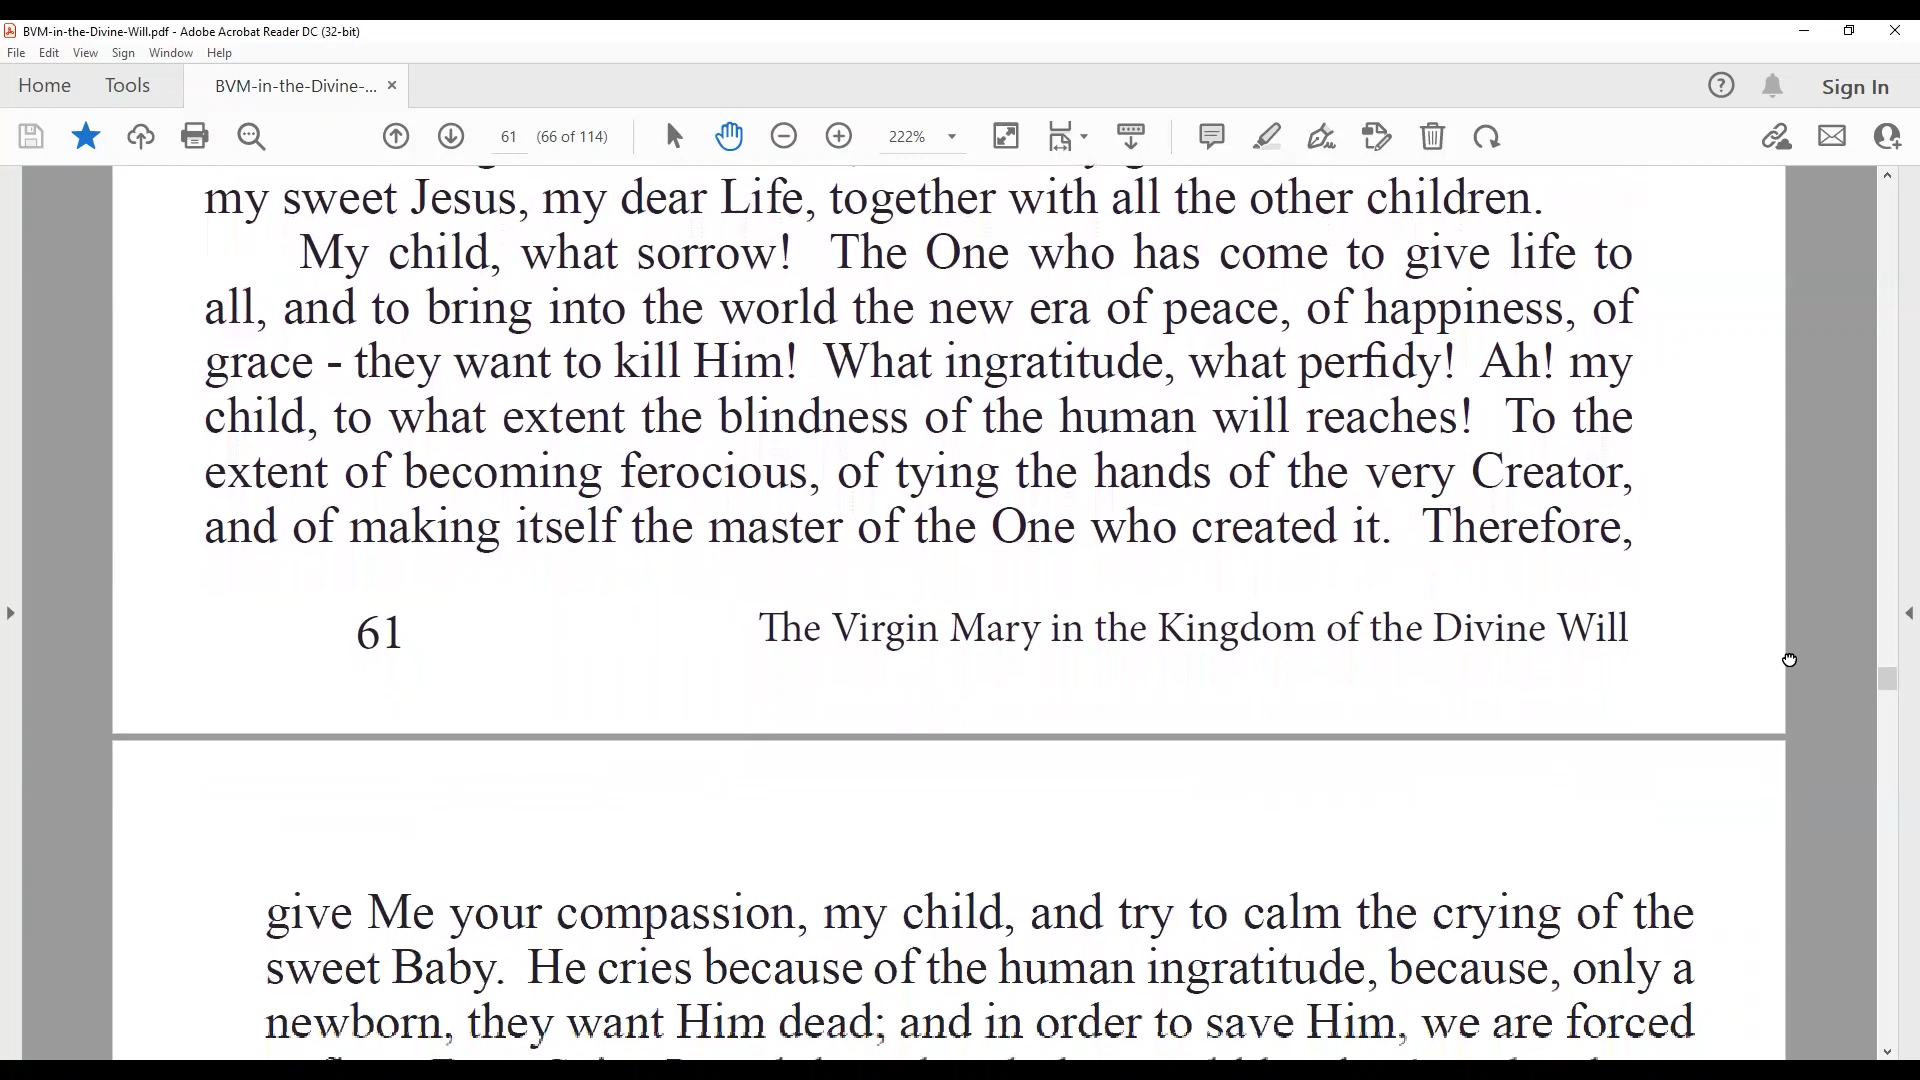 BVM-in-the-Divine-Will.pdf - Adobe Acrobat Reader DC (32-bit)
File Edit View Sign Window Help
Home Tools BVM-in-the-Divine-... × Sign In
61 (66 of 114) 222%
my sweet Jesus, my dear Life, together with all the other children.
My child, what sorrow! The One who has come to give life to
all, and to bring into the world the new era of peace, of happiness, of
grace - they want to kill Him! What ingratitude, what perfidy! Ah! my
child, to what extent the blindness of the human will reaches! To the
extent of becoming ferocious, of tying the hands of the very Creator,
and of making itself the master of the One who created it. Therefore,
61 The Virgin Mary in the Kingdom of the Divine Will
give Me your compassion, my child, and try to calm the crying of the
sweet Baby. He cries because of the human ingratitude, because, only a
newborn, they want Him dead; and in order to save Him, we are forced